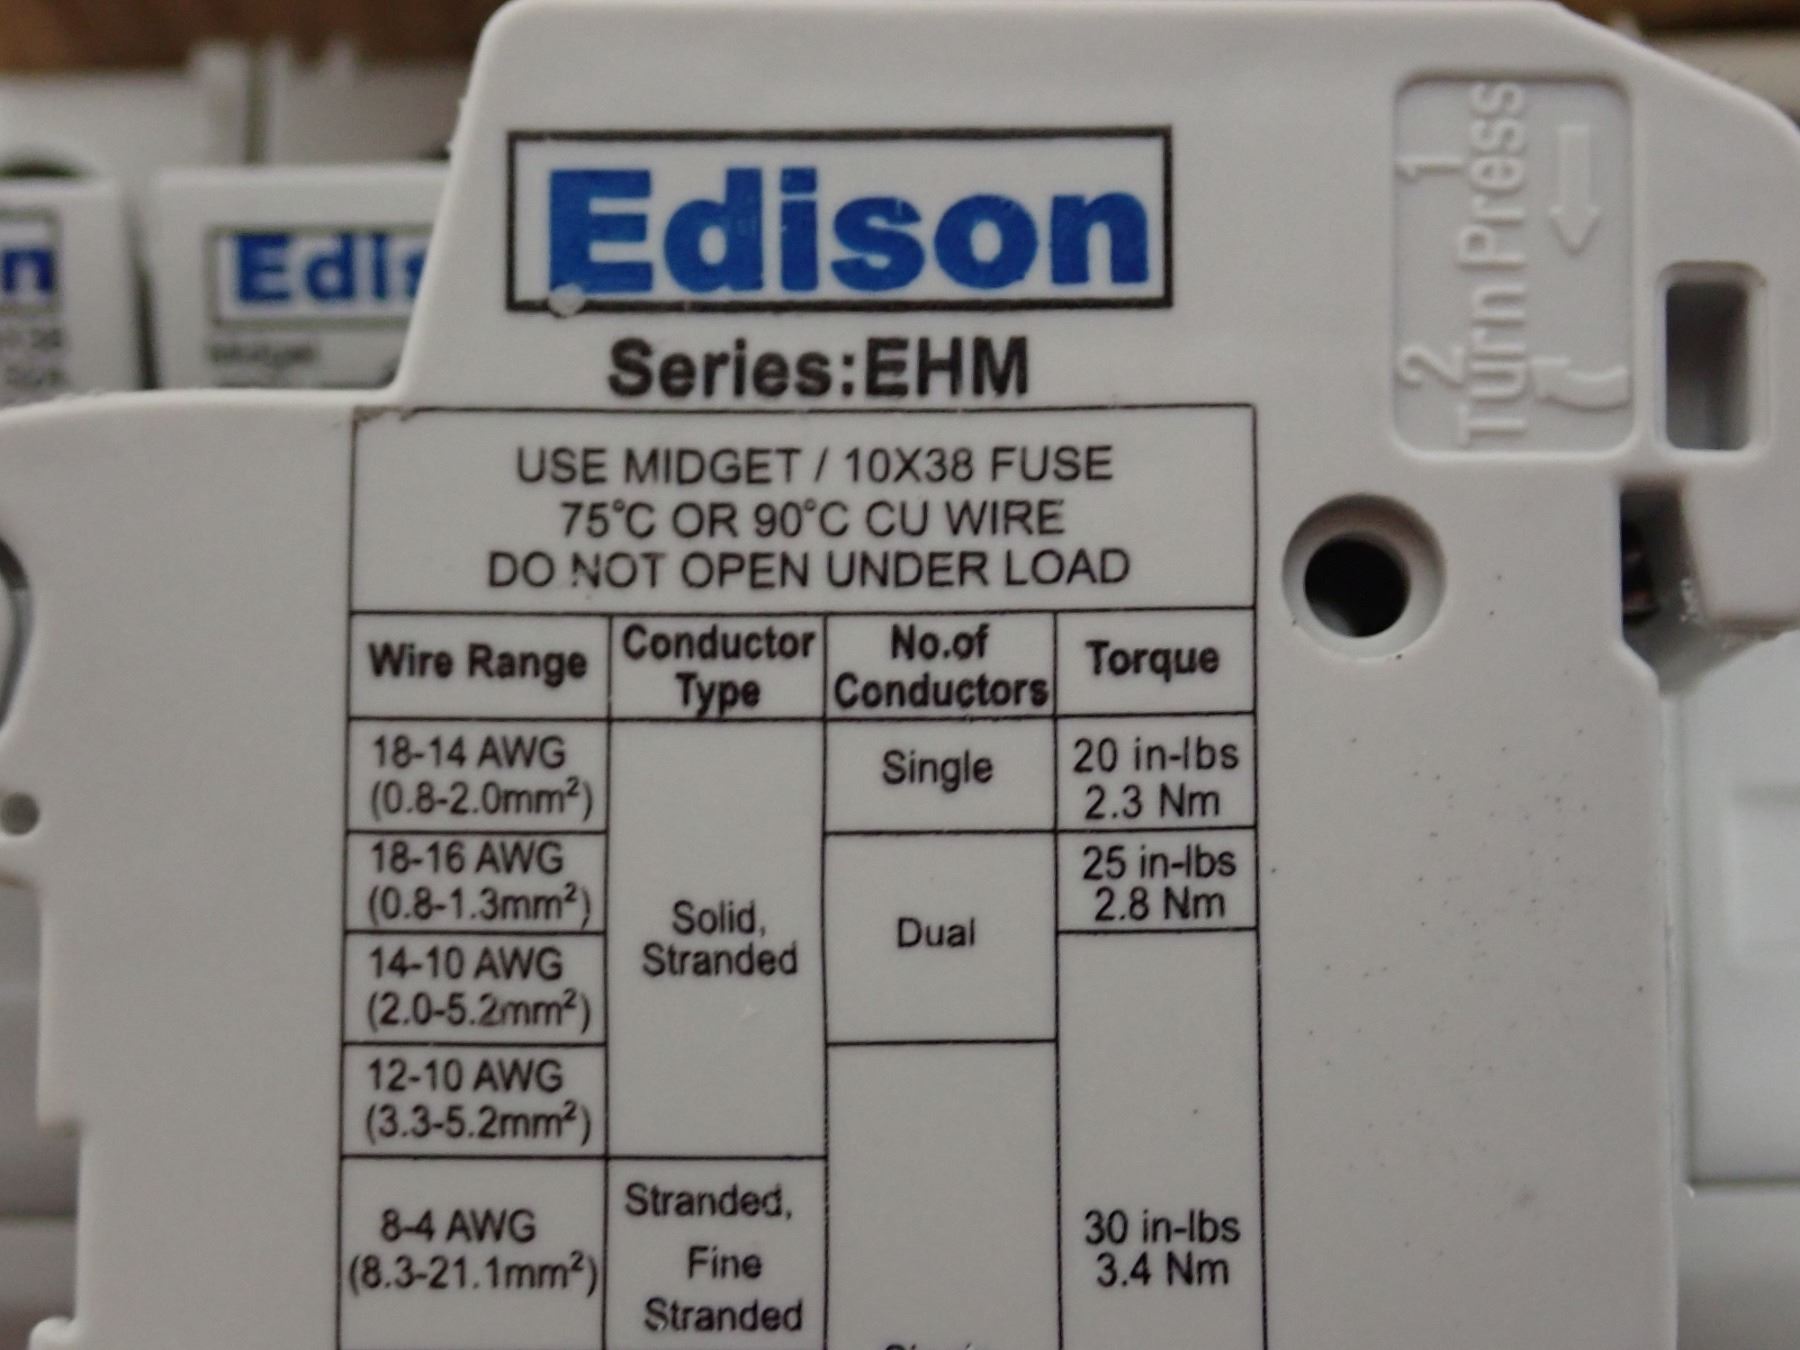 Edison
Series:EHM
USE MIDGET / 10X38 FUSE
75°C OR 90°C CU WIRE
DO NOT OPEN UNDER LOAD
Wire Range
Conductor
Type
No.of
Conductors
Torque
18-14 AWG
(0.8-2.0mm²)
Single
20 in-lbs
2.3 Nm
18-16 AWG
(0.8-1.3mm²)
Solid,
Stranded
Dual
25 in-lbs
2.8 Nm
14-10 AWG
(2.0-5.2mm²)
12-10 AWG
(3.3-5.2mm²)
8-4 AWG
(8.3-21.1mm²)
Stranded,
Fine
Stranded
30 in-lbs
3.4 Nm
1
Press
2
Turn
Edis
Midget
n